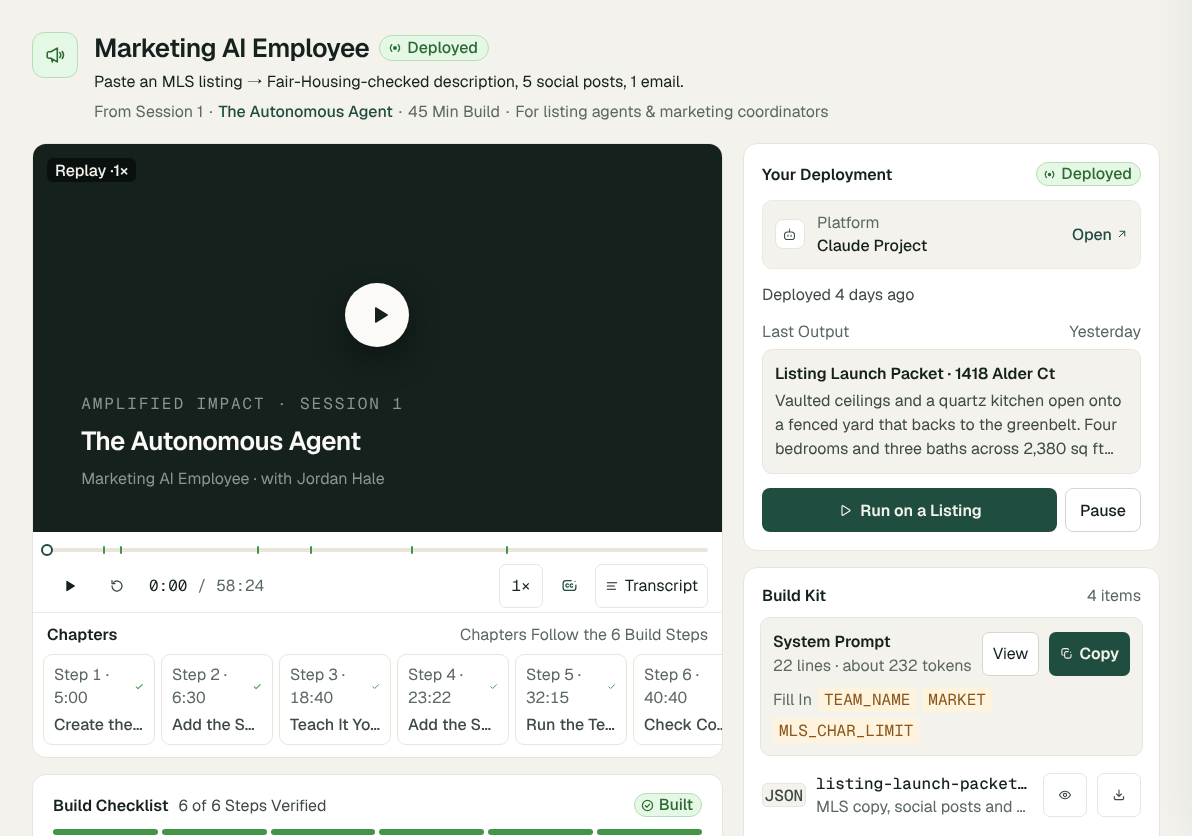 Marketing AI Employee
Deployed
Paste an MLS listing → Fair-Housing-checked description, 5 social posts, 1 email.
From Session 1 · The Autonomous Agent · 45 Min Build · For listing agents & marketing coordinators
Replay ·1×
AMPLIFIED IMPACT · SESSION 1
The Autonomous Agent
Marketing AI Employee · with Jordan Hale
0:00 / 58:24
1×
CC
Transcript
Chapters
Chapters Follow the 6 Build Steps
Step 1 ·
5:00
Create the…
Step 2 ·
6:30
Add the S…
Step 3 ·
18:40
Teach It Yo…
Step 4 ·
23:22
Add the S…
Step 5 ·
32:15
Run the Te…
Step 6 ·
40:40
Check Co…
Build Checklist 6 of 6 Steps Verified
Built
Your Deployment
Deployed
Platform
Claude Project
Open ↗
Deployed 4 days ago
Last Output
Yesterday
Listing Launch Packet · 1418 Alder Ct
Vaulted ceilings and a quartz kitchen open onto
a fenced yard that backs to the greenbelt. Four
bedrooms and three baths across 2,380 sq ft…
Run on a Listing
Pause
Build Kit
4 items
System Prompt
22 lines · about 232 tokens
View
Copy
Fill In TEAM_NAME MARKET
MLS_CHAR_LIMIT
JSON
listing-launch-packet…
MLS copy, social posts and …